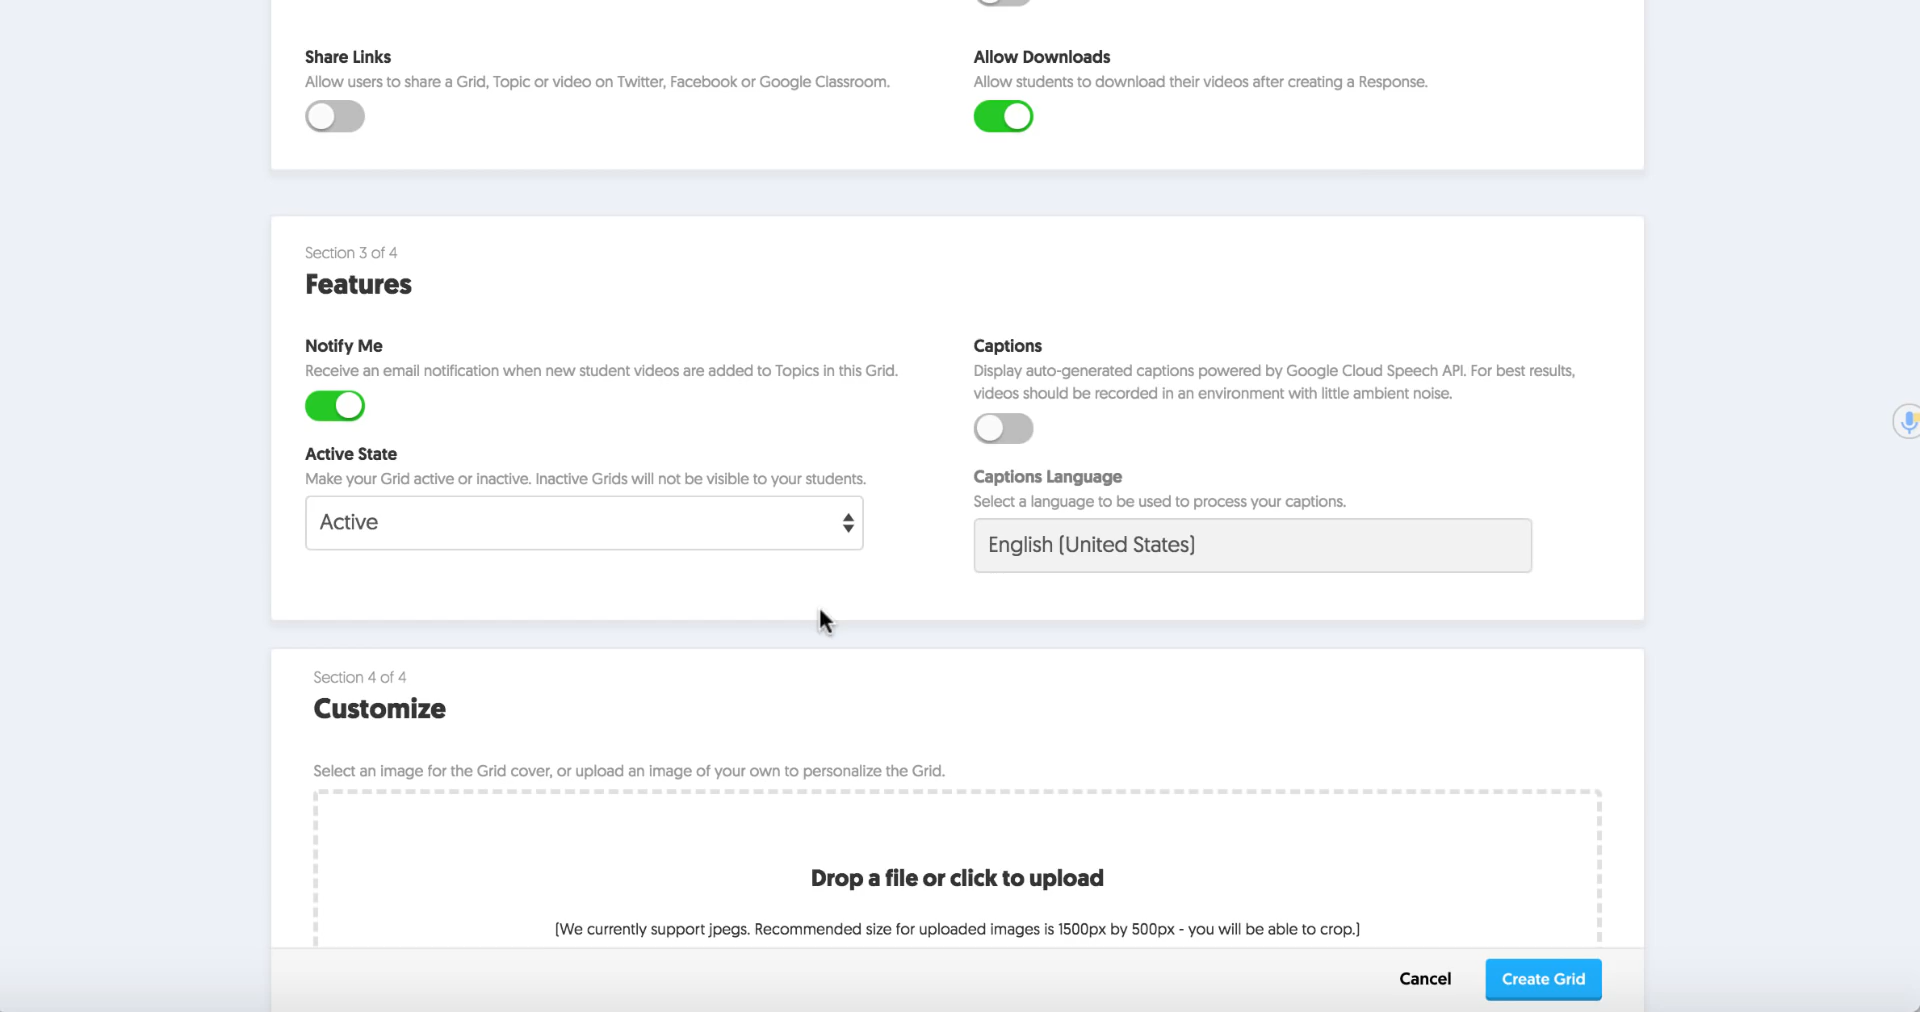 Share Links
Allow users to share a Grid, Topic or video on Twitter, Facebook or Google Classroom.
Allow Downloads
Allow students to download their videos after creating a Response.
Section 3 of 4
Features
Notify Me
Receive an email notification when new student videos are added to Topics in this Grid.
Active State
Make your Grid active or inactive. Inactive Grids will not be visible to your students.
Active
Captions
Display auto-generated captions powered by Google Cloud Speech API. For best results,
videos should be recorded in an environment with little ambient noise.
Captions Language
Select a language to be used to process your captions.
English (United States)
Section 4 of 4
Customize
Select an image for the Grid cover, or upload an image of your own to personalize the Grid.
Drop a file or click to upload
(We currently support jpegs. Recommended size for uploaded images is 1500px by 500px - you will be able to crop.)
Cancel
Create Grid